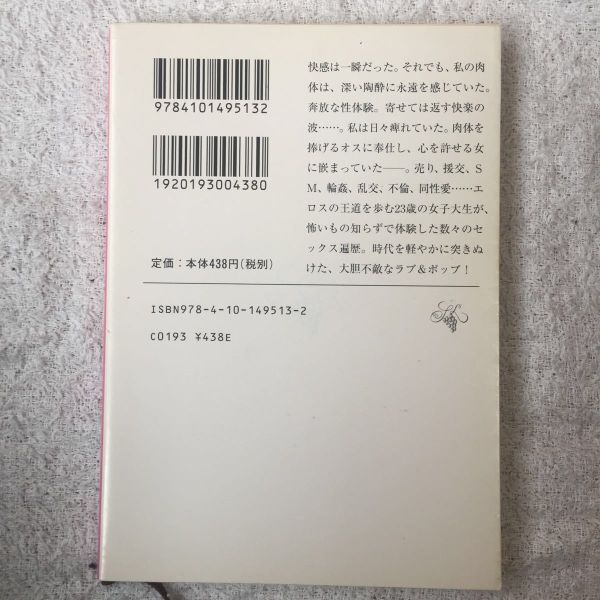 9784101495132
1920193004380
定価：本体438円（税別）
快感は一瞬だった。それでも、私の肉
体は、深い陶酔に永遠を感じていた。
奔放な性体験。寄せては返す快楽の
波……。私は日々痺れていた。肉体を
捧げるオスに奉仕し、心を許せる女
に嵌まっていた――。売り、援交、S
M、輪姦、乱交、不倫、同性愛……エ
ロスの王道を歩む23歳の女子大生が、
怖いもの知らずで体験した数々のセ
ックス遍歴。時代を軽やかに突きぬ
けた、大胆不敵なラブ＆ポップ！
ISBN978-4-10-149513-2
C0193 ¥438E